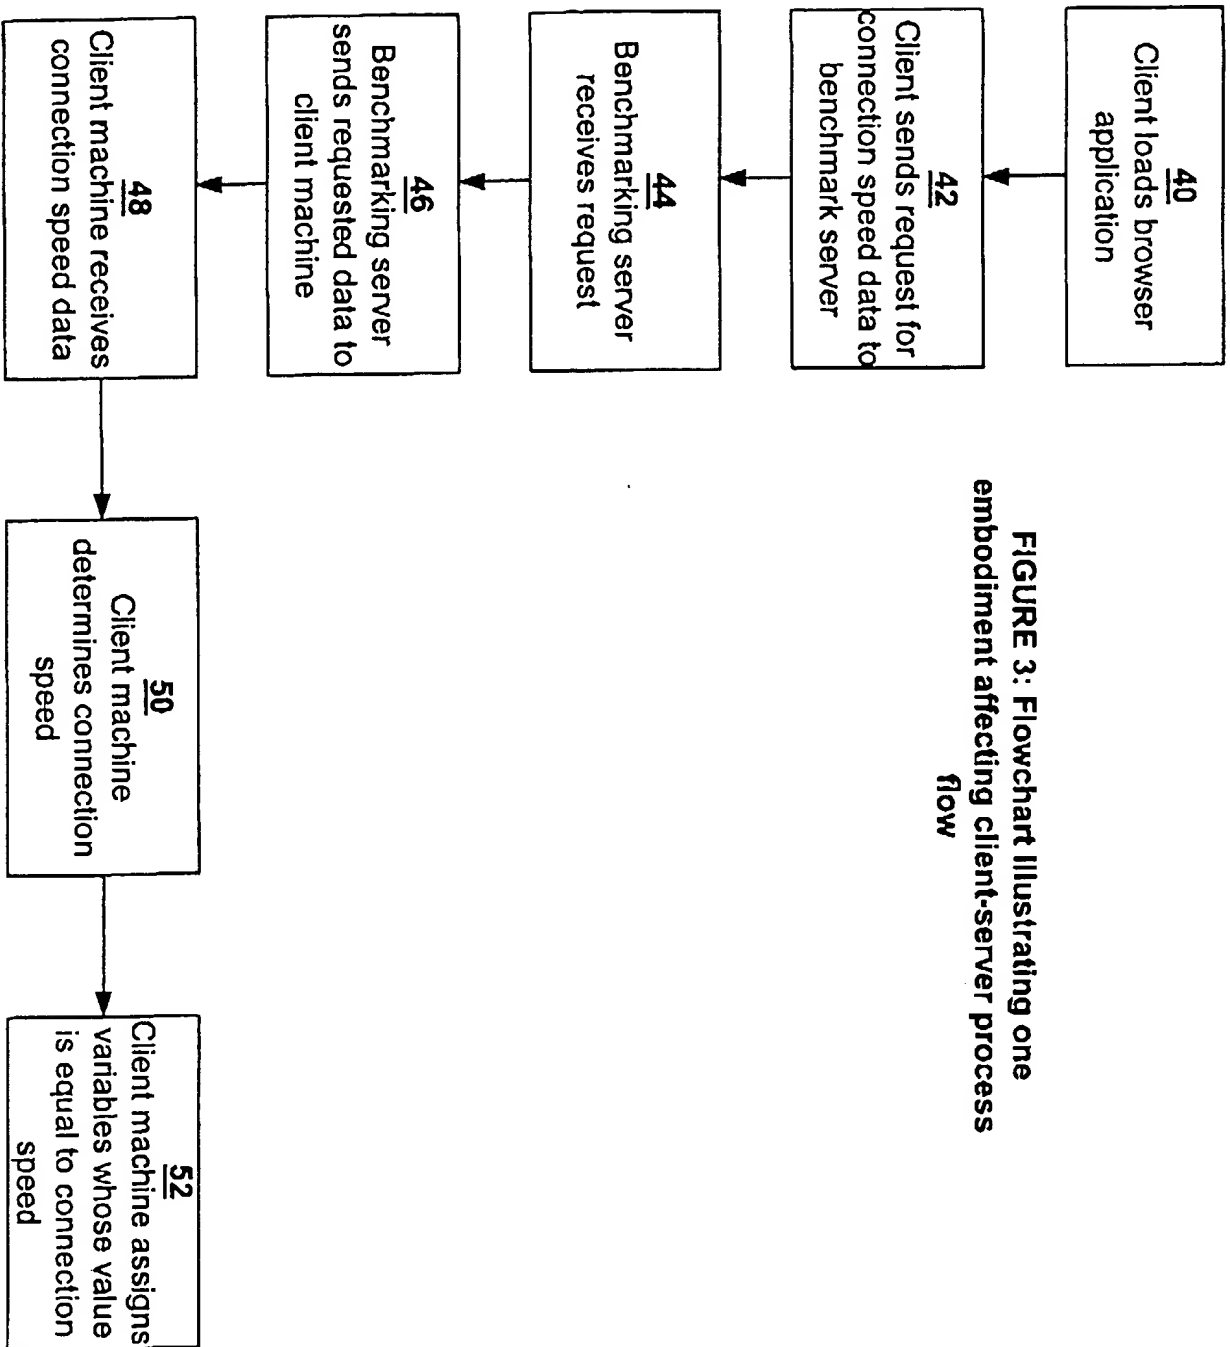 40
Client loads browser
application
42
Client sends request for
connection speed data to
benchmark server
44
Benchmarking server
receives request
46
Benchmarking server
sends requested data to
client machine
48
Client machine receives
connection speed data
50
Client machine
determines connection
speed
52
Client machine assigns
variables whose value
is equal to connection
speed
FIGURE 3: Flowchart Illustrating one
embodiment affecting client-server process
flow